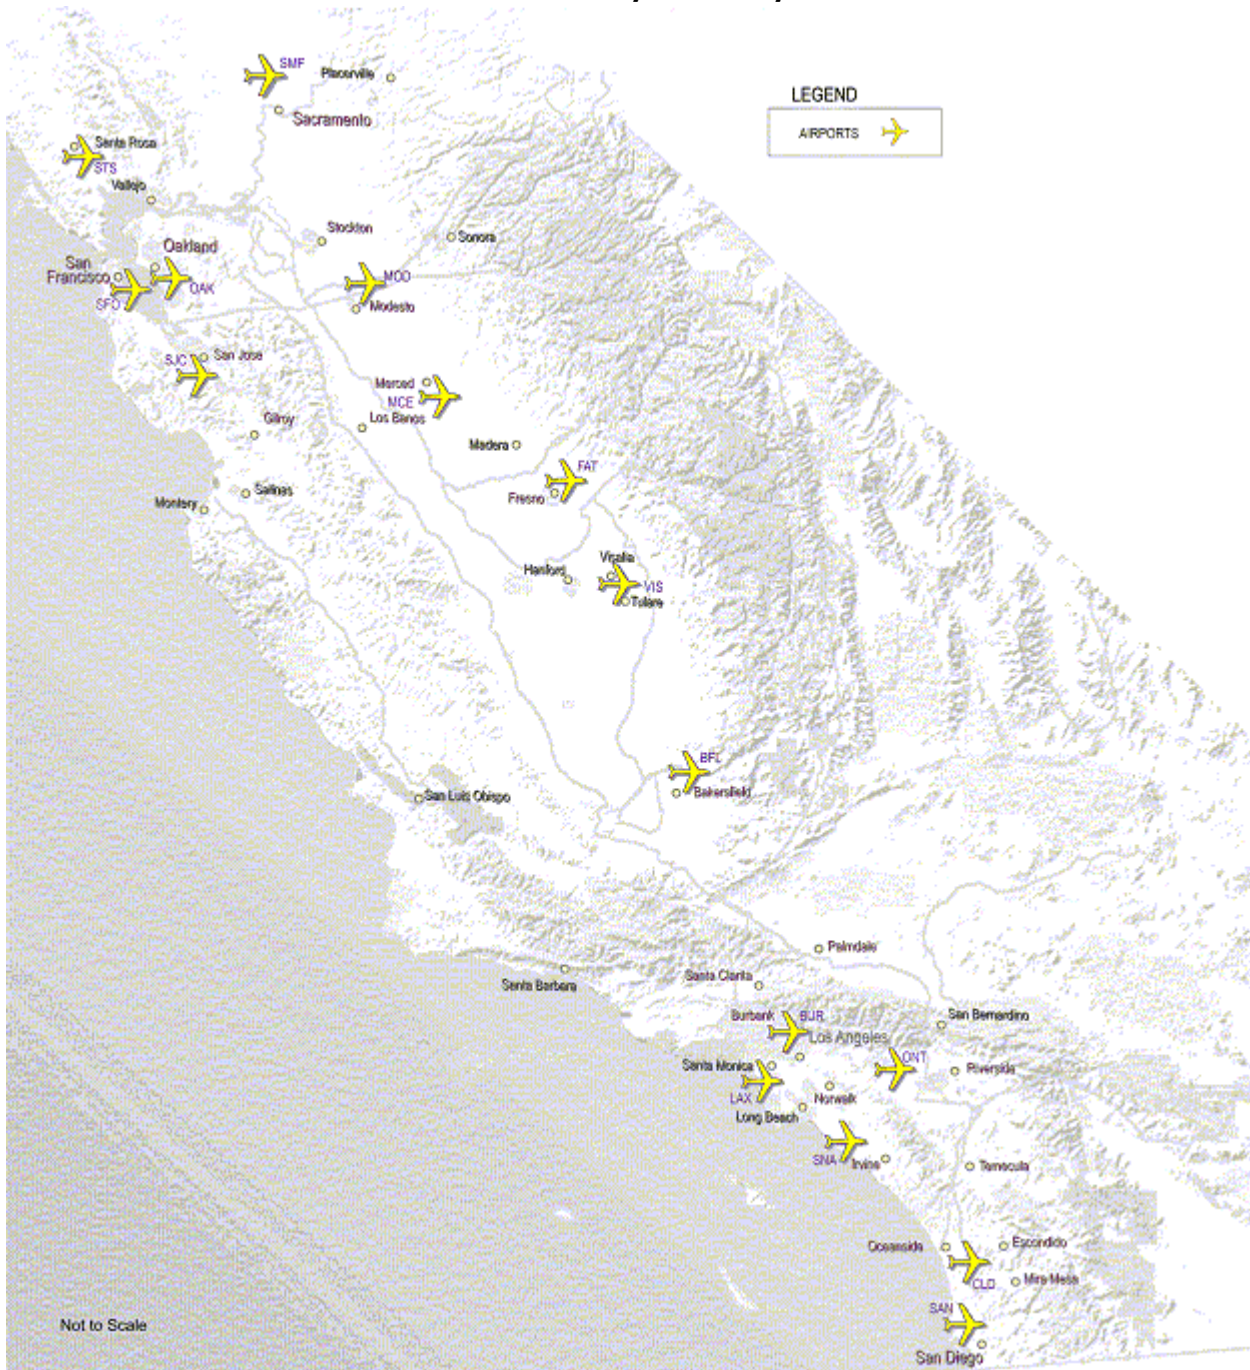 SMF
Placerville
LEGEND
Sacramento
AIRPORTS
Santa Rosa
STS
Vallejo
Stockton
Sonora
Oakland
San
Francisco
MOD
OAK
SFO
Modesto
SJC
San Jose
Merced
MCE
Los Banos
Gilroy
Madera
FAT
Salinas
Fresno
Montery
Visalia
Hanford
VIS
Tulare
BFL
Bakersfield
San Luis Obispo
Palmdale
Santa Clarita
Santa Barbara
Burbank
BUR
San Bernardino
Los Angeles
ONT
Santa Monica
Riverside
LAX
Norwalk
Long Beach
SNA
Irvine
Temecula
Oceanside
Escondido
CLD
Mira Mesa
SAN
Not to Scale
San Diego